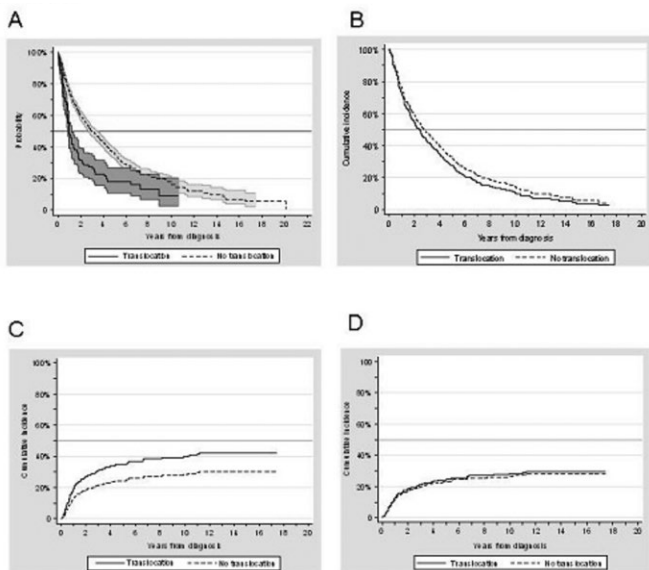 A
100%
80%
60%
40%
20%
0%
Probability
0 2 4 6 8 10 12 14 16 18 20 22
Years from diagnosis
Translocation No translocation
B
100%
80%
60%
40%
20%
0%
Cumulative Incidence
0 2 4 6 8 10 12 14 16 18 20
Years from diagnosis
Translocation No translocation
C
100%
80%
60%
40%
20%
0%
Cumulative Incidence
0 2 4 6 8 10 12 14 16 18 20
Years from diagnosis
Translocation No translocation
D
100
80%
60%
40%
20%
0%
Cumulative Incidence
0 2 4 6 8 10 12 14 16 18 20
Years from diagnosis
Translocation No translocation